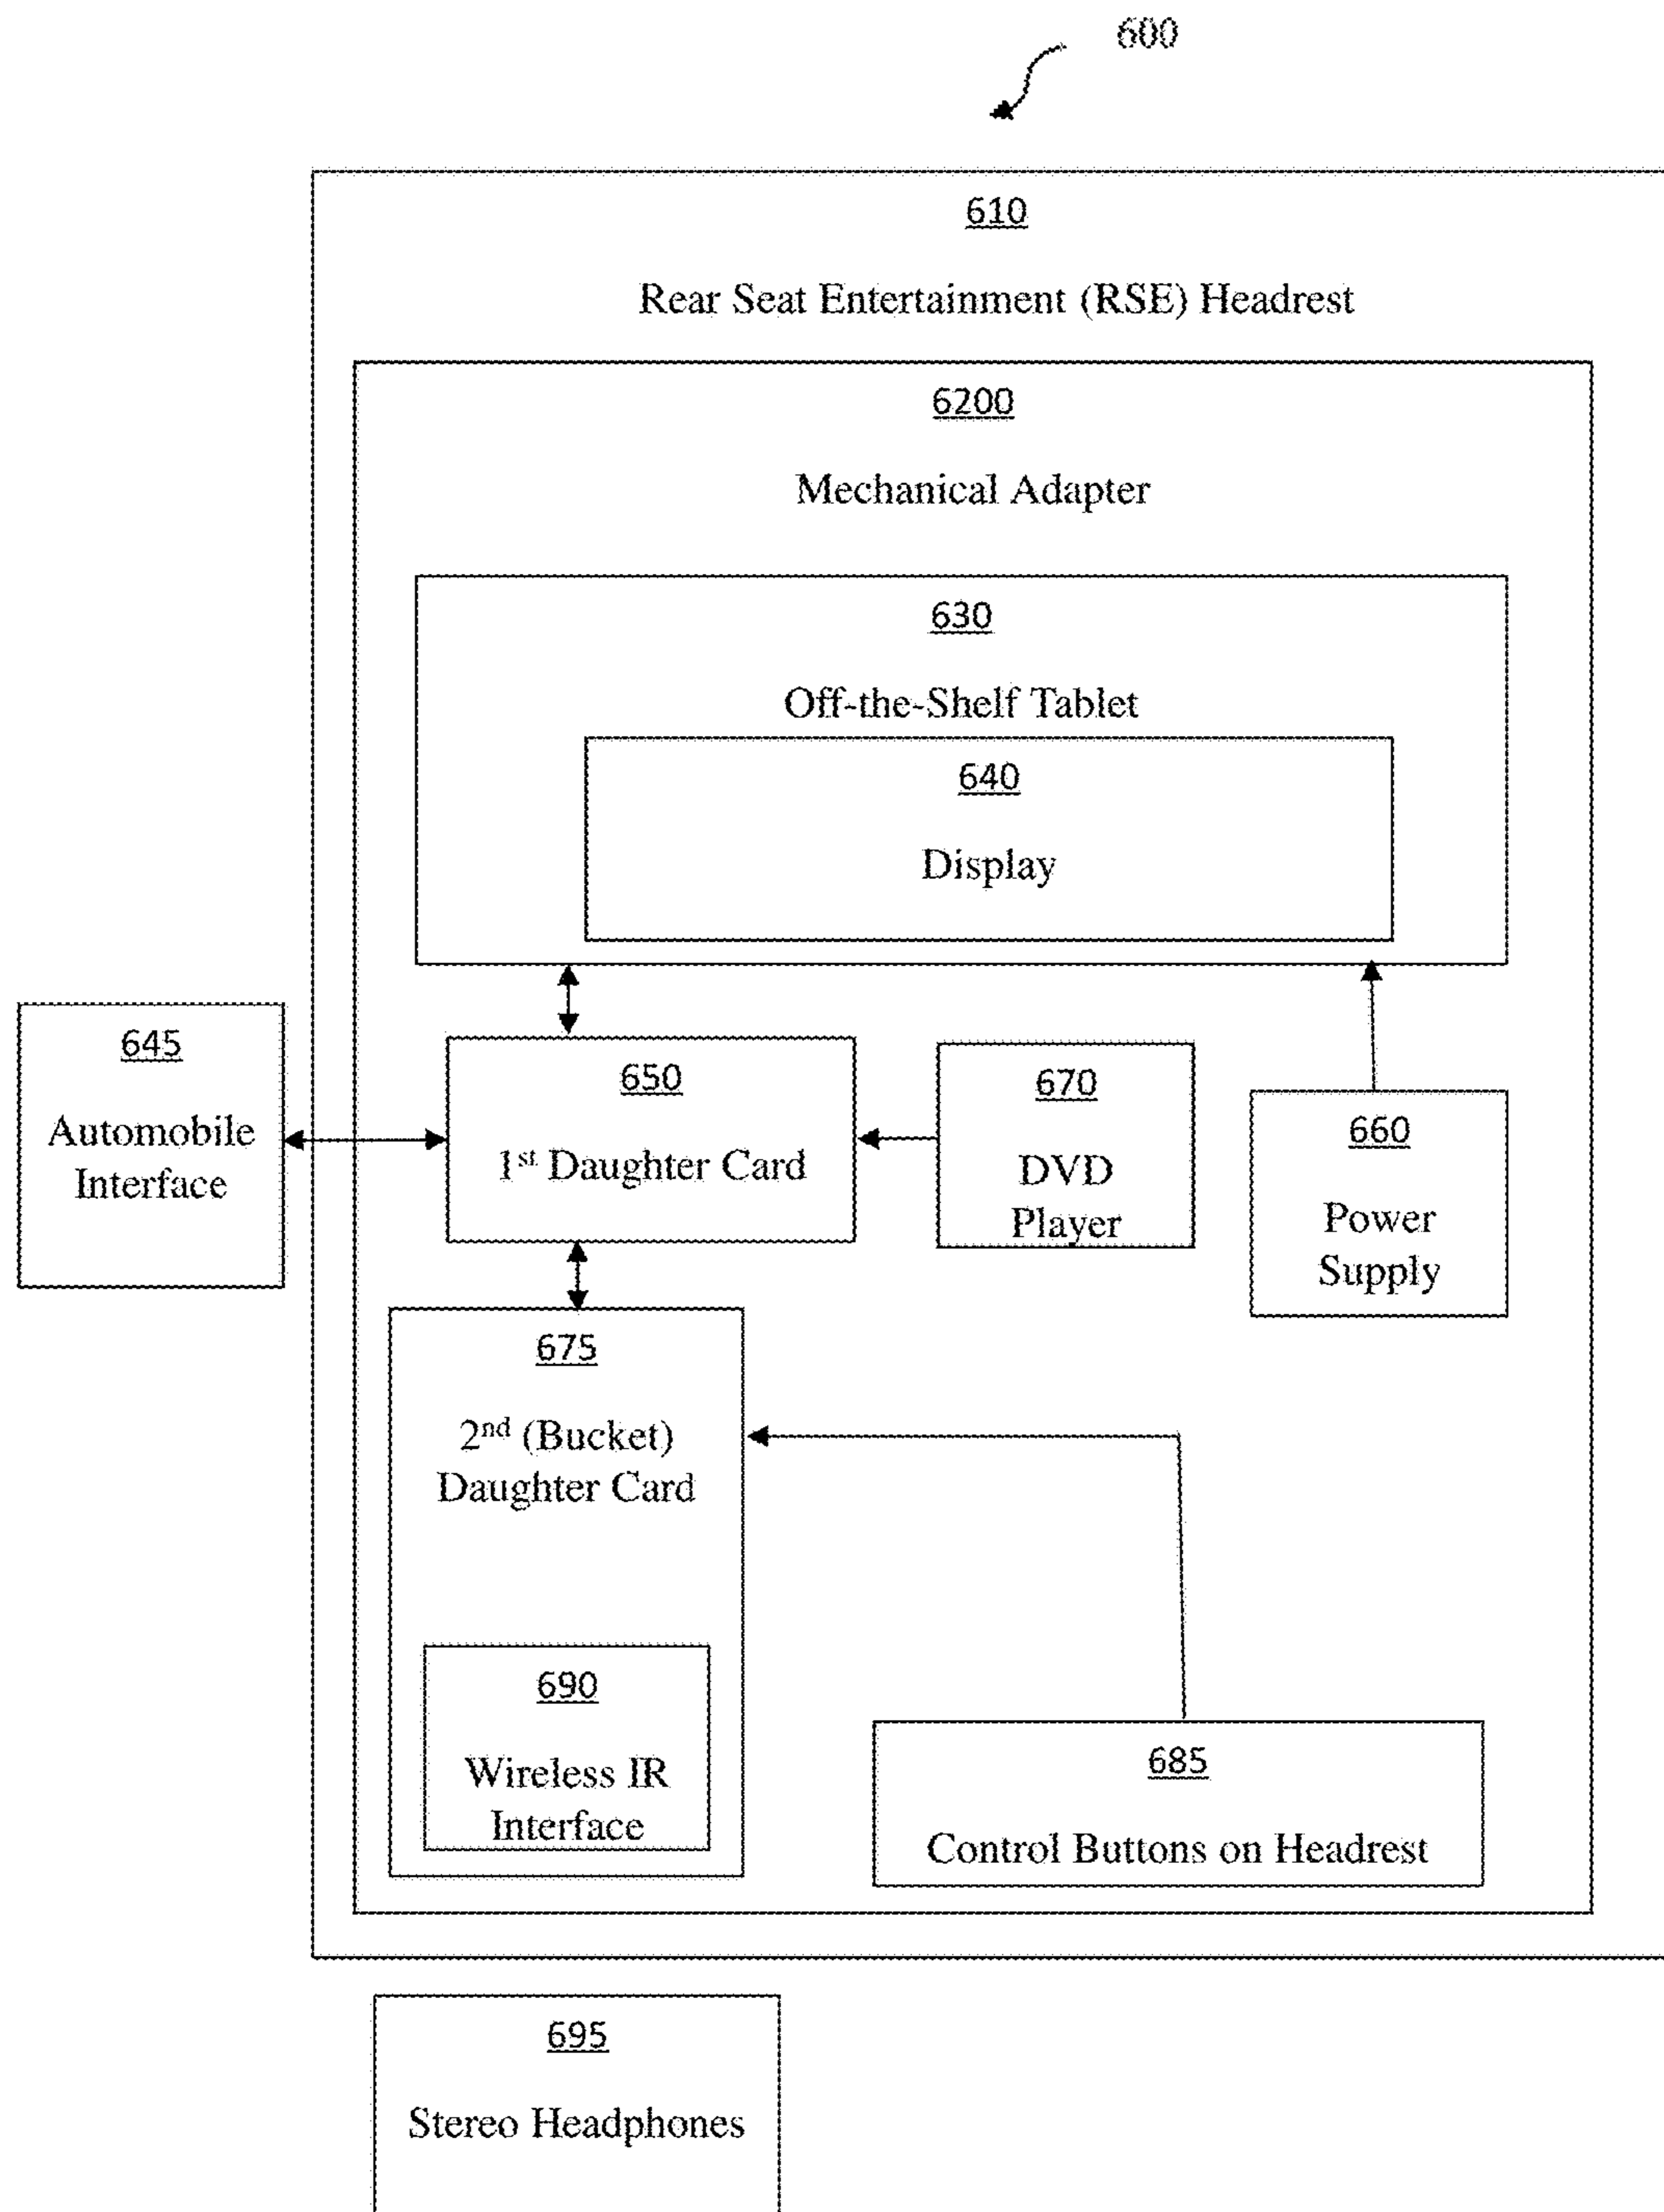 600
610
Rear Seat Entertainment (RSE) Headrest
6200
Mechanical Adapter
630
Off-the-Shelf Tablet
640
Display
645
Automobile
Interface
650
1st Daughter Card
670
DVD
Player
660
Power
Supply
675
2nd (Bucket)
Daughter Card
690
Wireless IR
Interface
685
Control Buttons on Headrest
695
Stereo Headphones